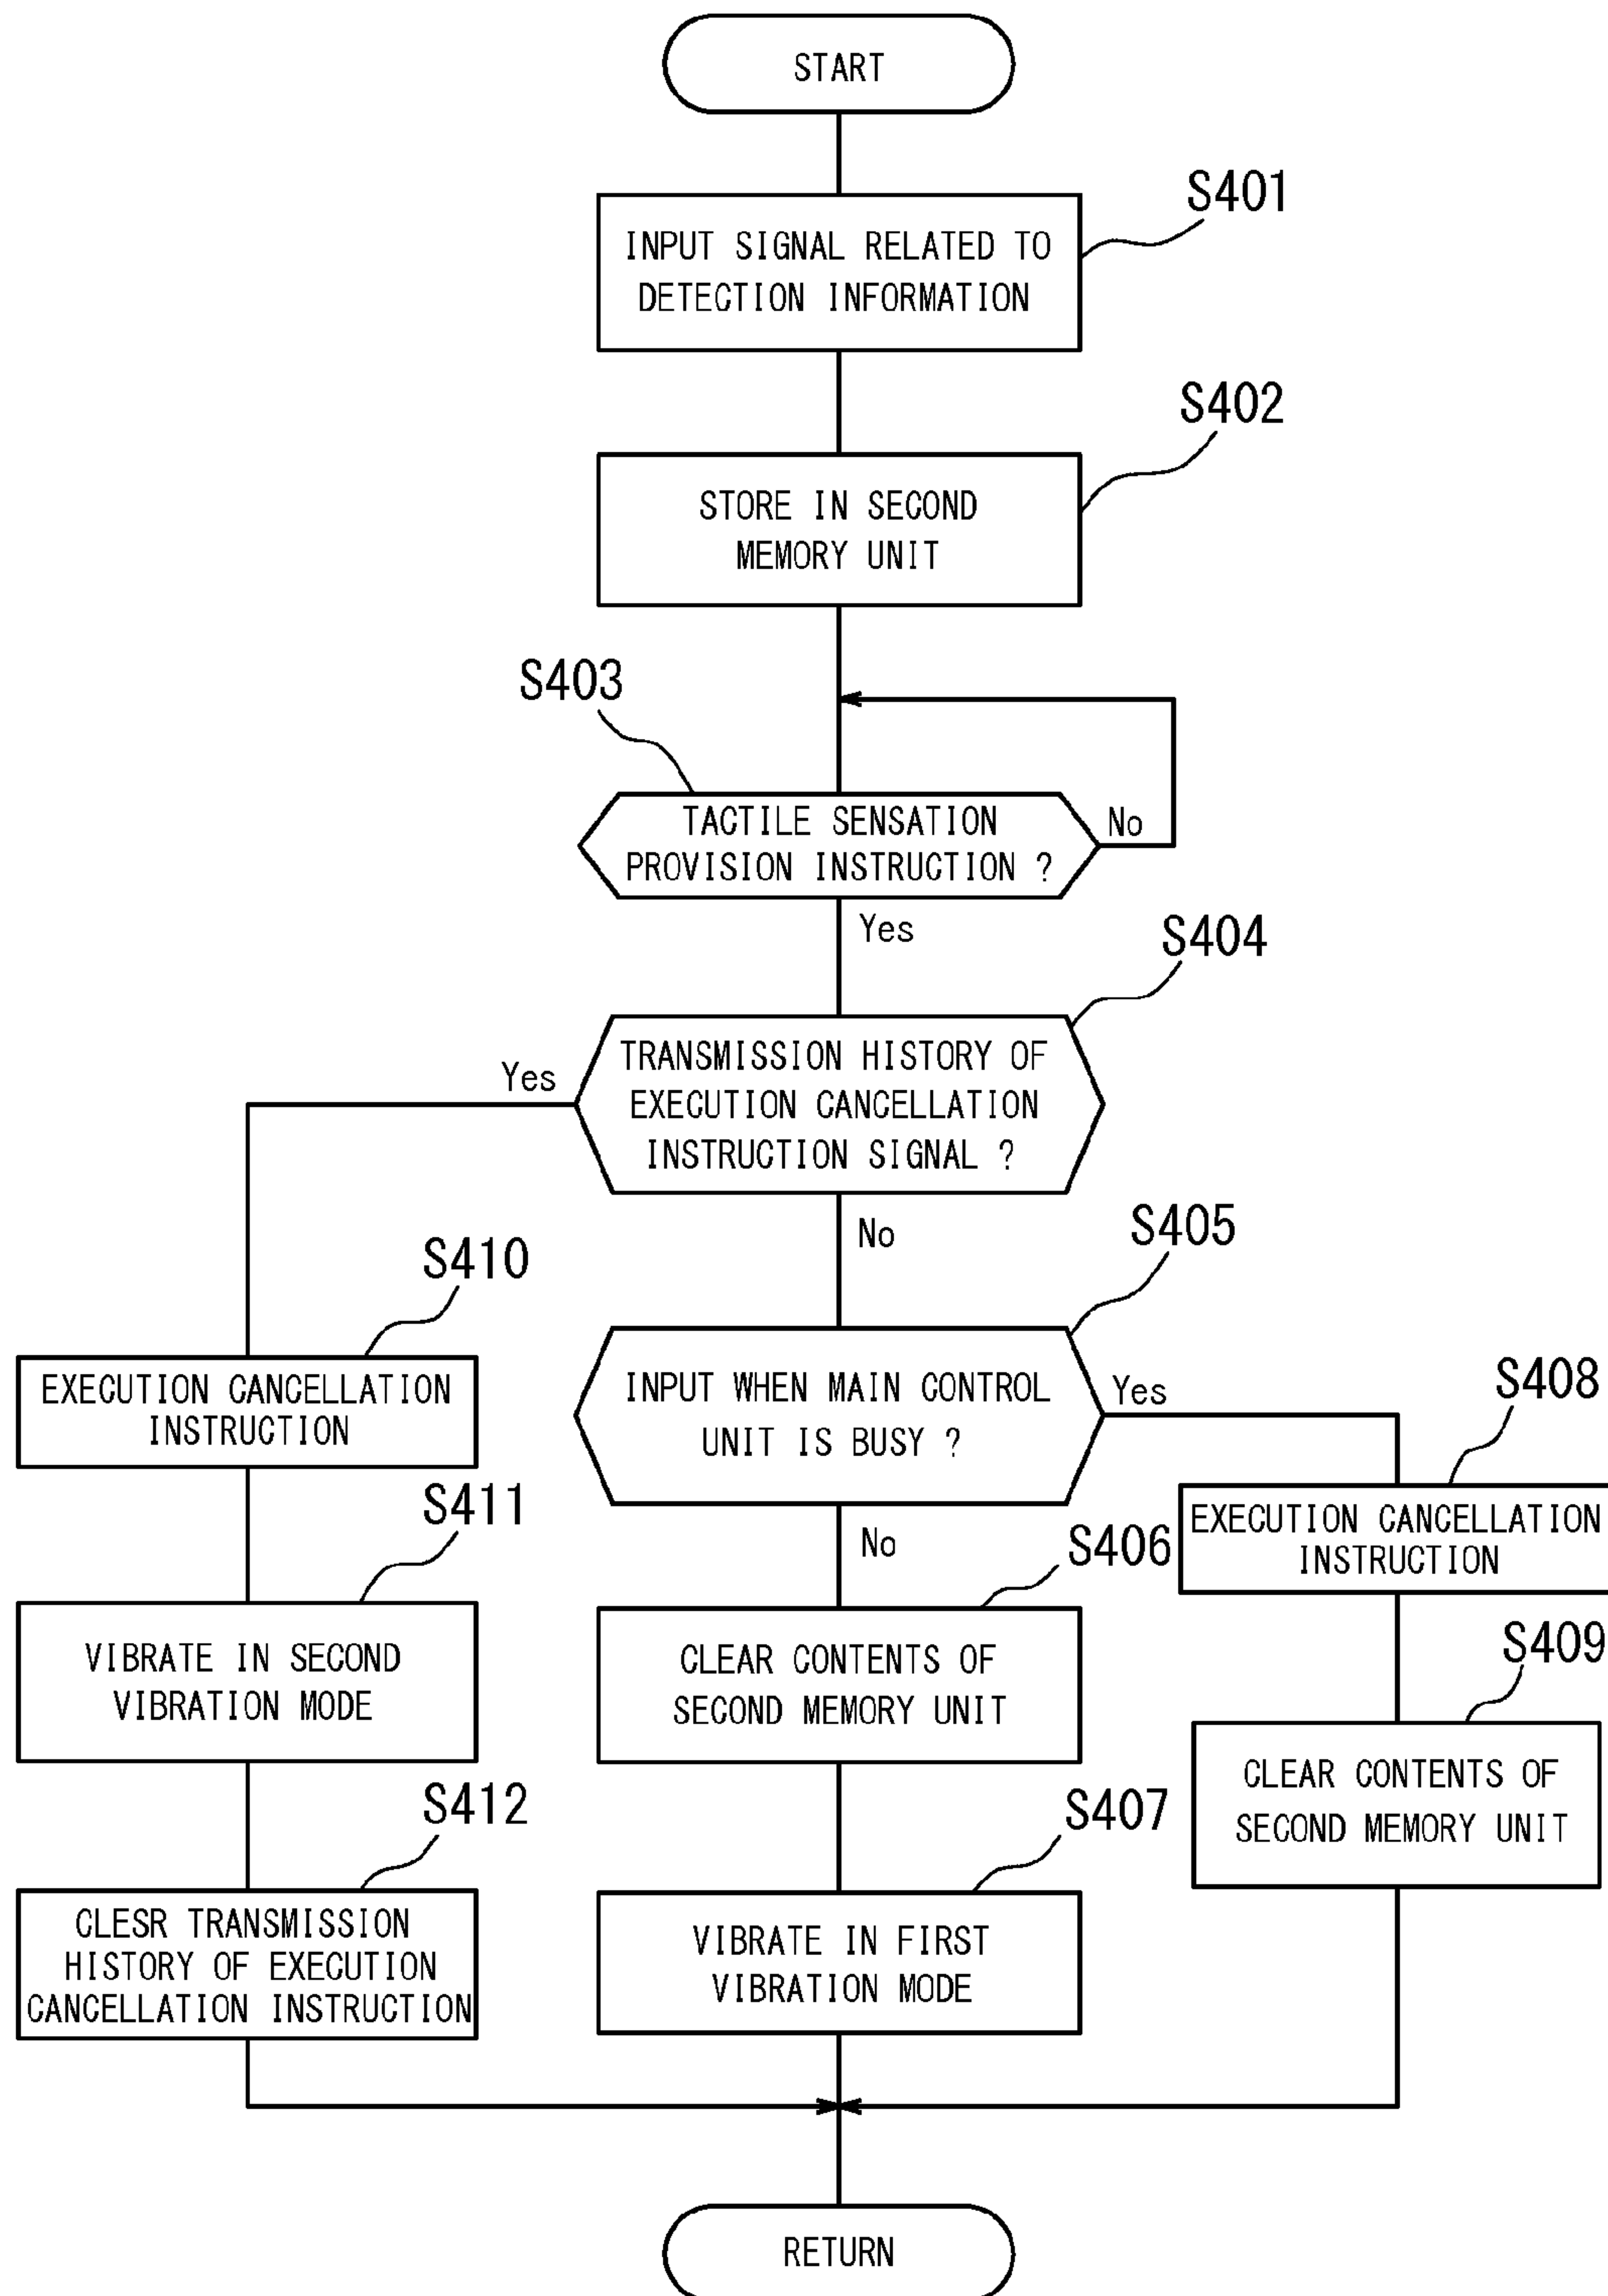 START
S401
INPUT SIGNAL RELATED TO
DETECTION INFORMATION
S402
STORE IN SECOND
MEMORY UNIT
S403
TACTILE SENSATION
PROVISION INSTRUCTION ?
No
Yes
S404
TRANSMISSION HISTORY OF
EXECUTION CANCELLATION
INSTRUCTION SIGNAL ?
Yes
No
S405
INPUT WHEN MAIN CONTROL
UNIT IS BUSY ?
Yes
No
S410
EXECUTION CANCELLATION
INSTRUCTION
S411
VIBRATE IN SECOND
VIBRATION MODE
S412
CLESR TRANSMISSION
HISTORY OF EXECUTION
CANCELLATION INSTRUCTION
S406
CLEAR CONTENTS OF
SECOND MEMORY UNIT
S407
VIBRATE IN FIRST
VIBRATION MODE
S408
EXECUTION CANCELLATION
INSTRUCTION
S409
CLEAR CONTENTS OF
SECOND MEMORY UNIT
RETURN